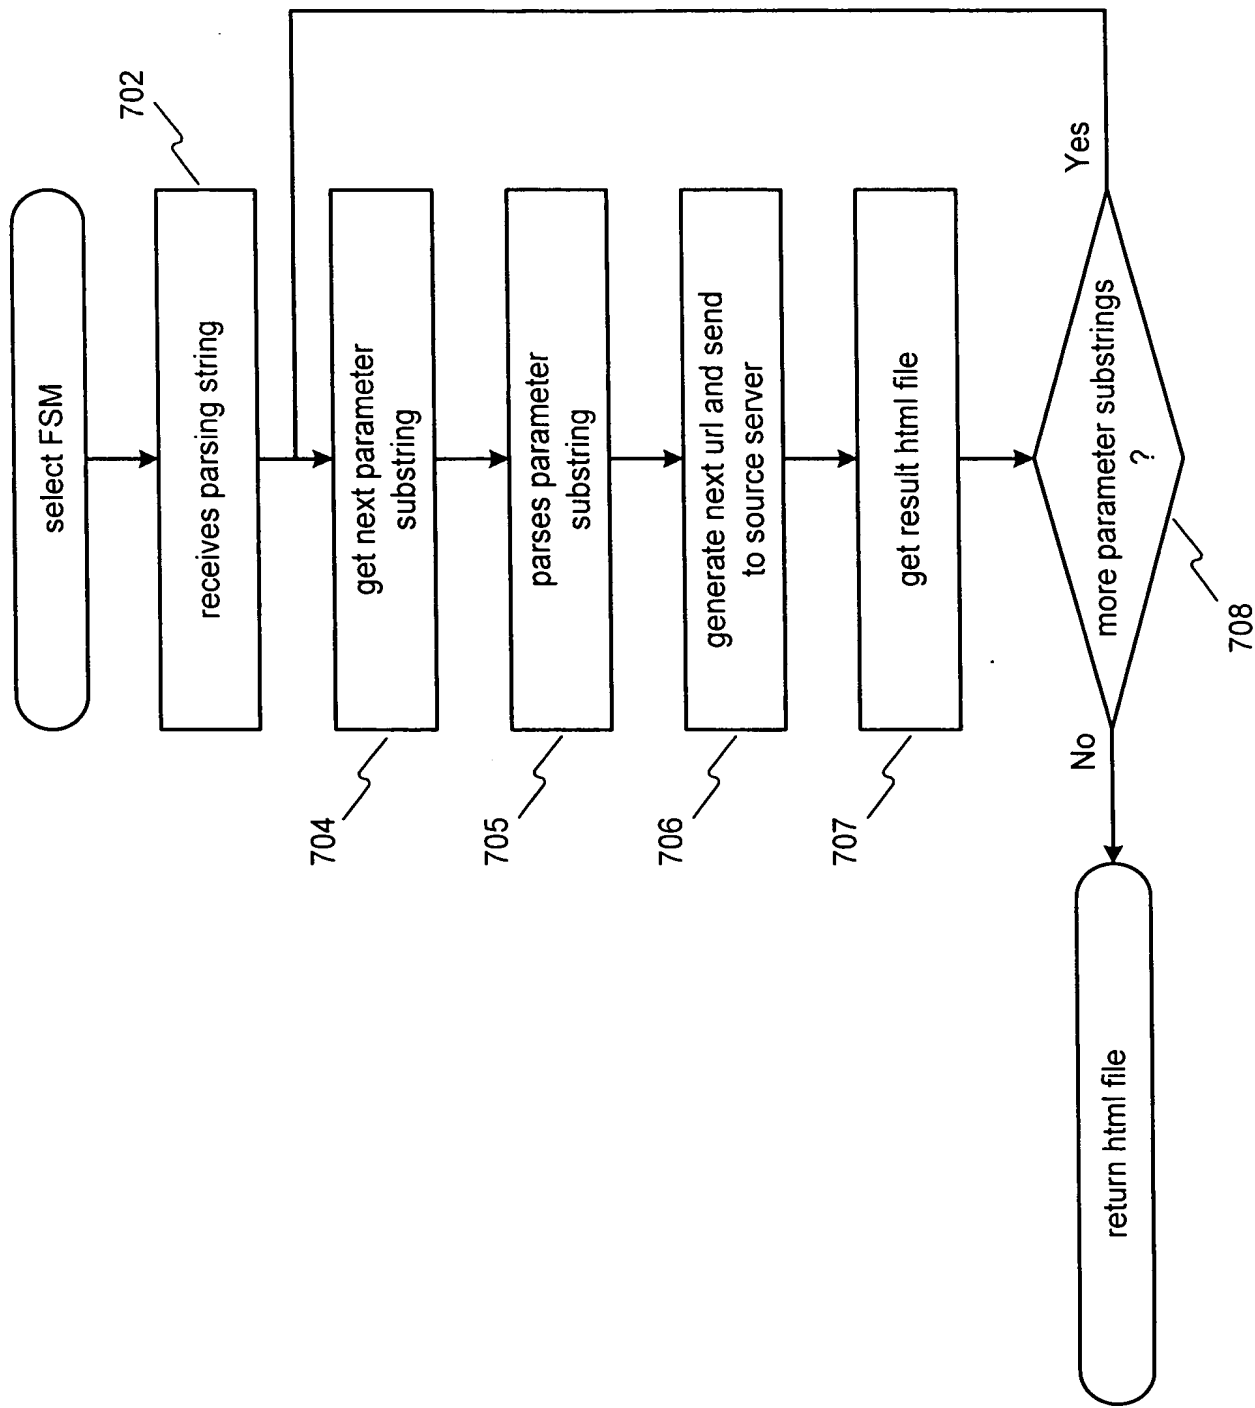 select FSM
702
receives parsing string
get next parameter
substring
704
parses parameter
substring
705
generate next url and send
to source server
706
get result html file
707
more parameter substrings
?
708
Yes
No
return html file